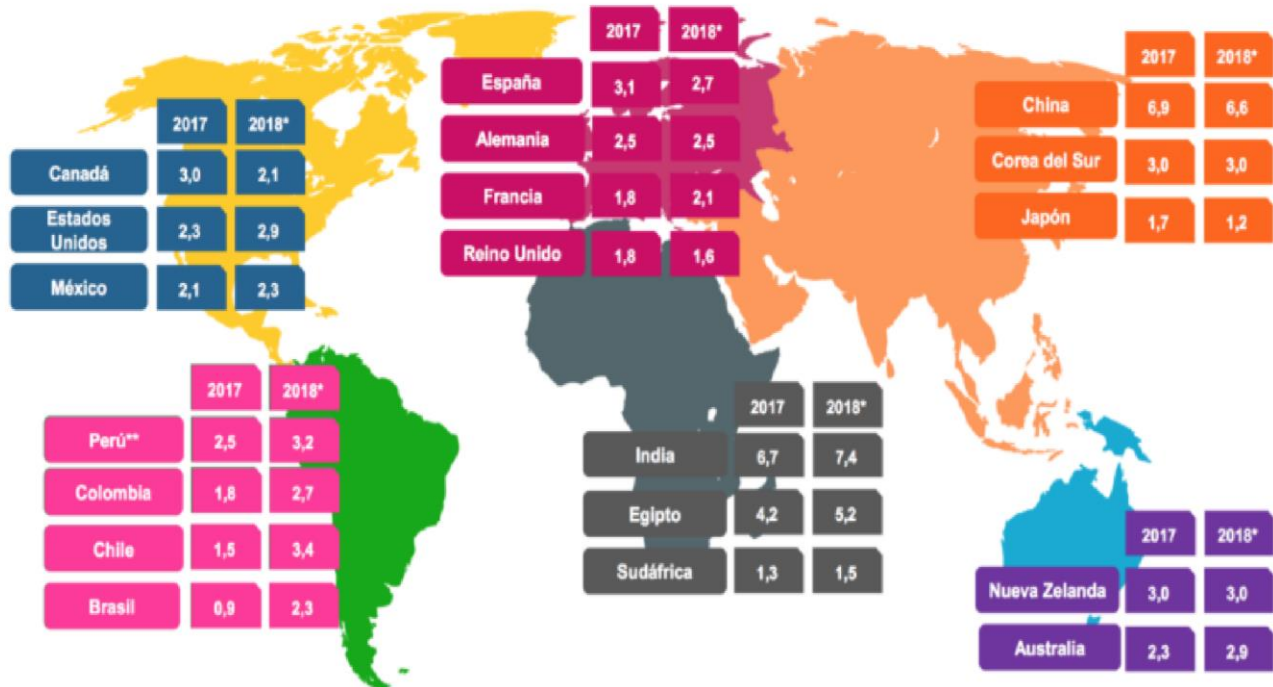 2017 2018*
Canadá 3,0 2,1
Estados
Unidos 2,3 2,9
México 2,1 2,3
2017 2018*
España 3,1 2,7
Alemania 2,5 2,5
Francia 1,8 2,1
Reino Unido 1,8 1,6
2017 2018*
China 6,9 6,6
Corea del Sur 3,0 3,0
Japón 1,7 1,2
2017 2018*
Perú** 2,5 3,2
Colombia 1,8 2,7
Chile 1,5 3,4
Brasil 0,9 2,3
2017 2018*
India 6,7 7,4
Egipto 4,2 5,2
Sudáfrica 1,3 1,5
2017 2018*
Nueva Zelanda 3,0 3,0
Australia 2,3 2,9